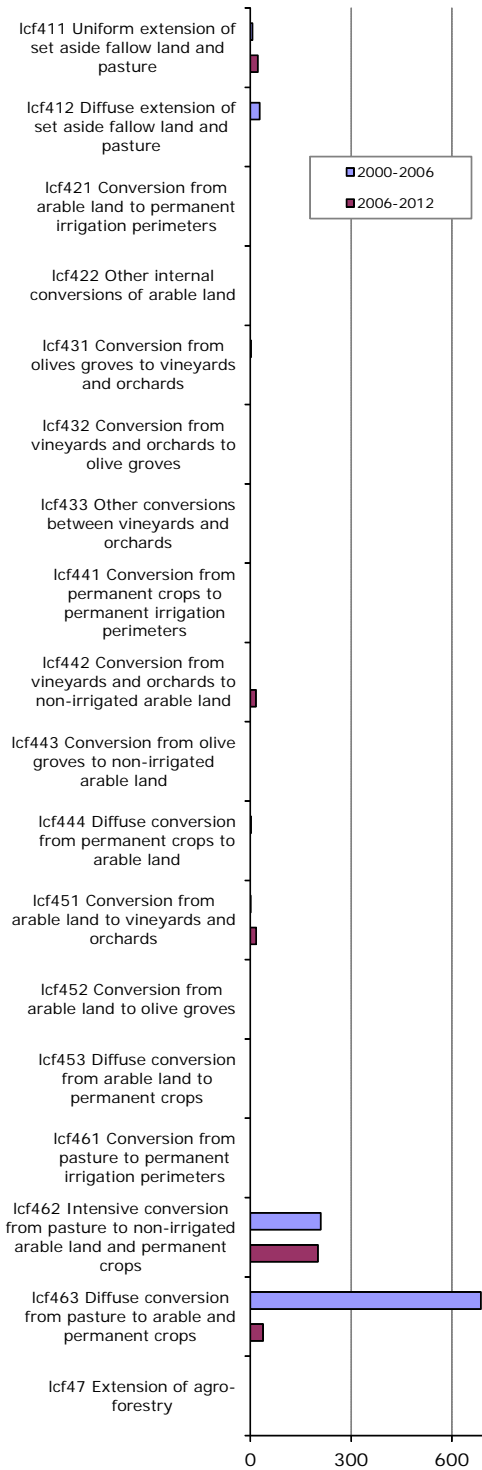 lcf411 Uniform extension of
set aside fallow land and
pasture
lcf412 Diffuse extension of
set aside fallow land and
pasture
2000-2006
2006-2012
lcf421 Conversion from
arable land to permanent
irrigation perimeters
lcf422 Other internal
conversions of arable land
lcf431 Conversion from
olives groves to vineyards
and orchards
lcf432 Conversion from
vineyards and orchards to
olive groves
lcf433 Other conversions
between vineyards and
orchards
lcf441 Conversion from
permanent crops to
permanent irrigation
perimeters
lcf442 Conversion from
vineyards and orchards to
non-irrigated arable land
lcf443 Conversion from olive
groves to non-irrigated
arable land
lcf444 Diffuse conversion
from permanent crops to
arable land
lcf451 Conversion from
arable land to vineyards and
orchards
lcf452 Conversion from
arable land to olive groves
lcf453 Diffuse conversion
from arable land to
permanent crops
lcf461 Conversion from
pasture to permanent
irrigation perimeters
lcf462 Intensive conversion
from pasture to non-irrigated
arable land and permanent
crops
lcf463 Diffuse conversion
from pasture to arable and
permanent crops
lcf47 Extension of agro-
forestry
0 300 600